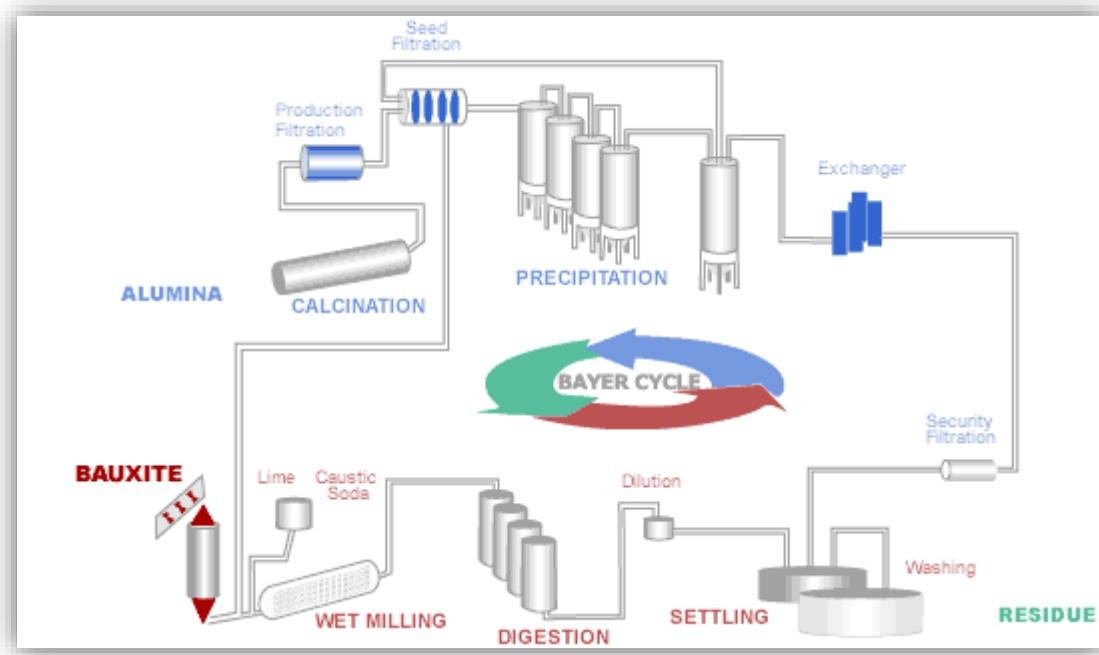 Seed
Filtration
Production
Filtration
Exchanger
PRECIPITATION
ALUMINA
CALCINATION
BAYER CYCLE
Security
Filtration
BAUXITE
Lime
Caustic
Soda
Dilution
Washing
WET MILLING
DIGESTION
SETTLING
RESIDUE